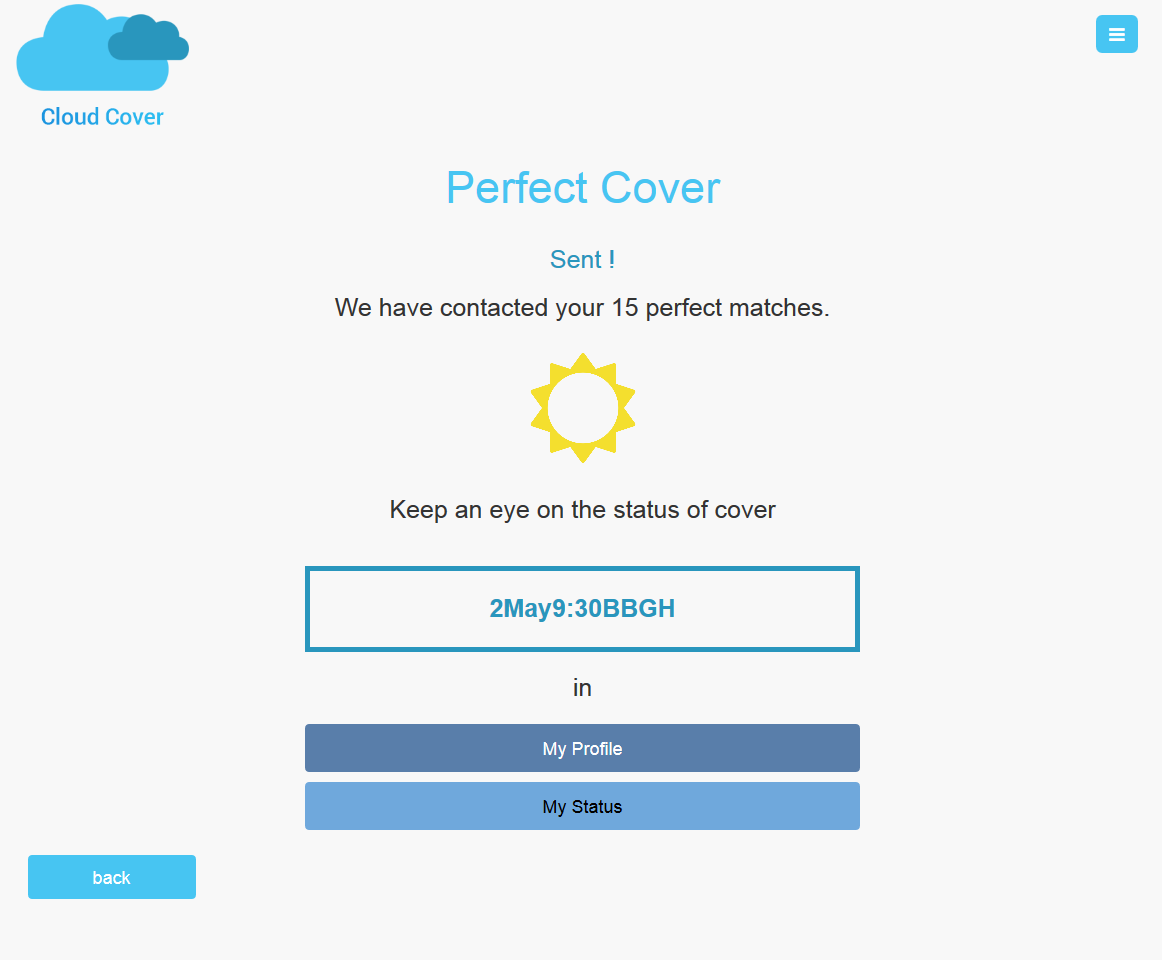 Cloud Cover
Perfect Cover
Sent !
We have contacted your 15 perfect matches.
Keep an eye on the status of cover
2May9:30BBGH
in
My Profile
My Status
back